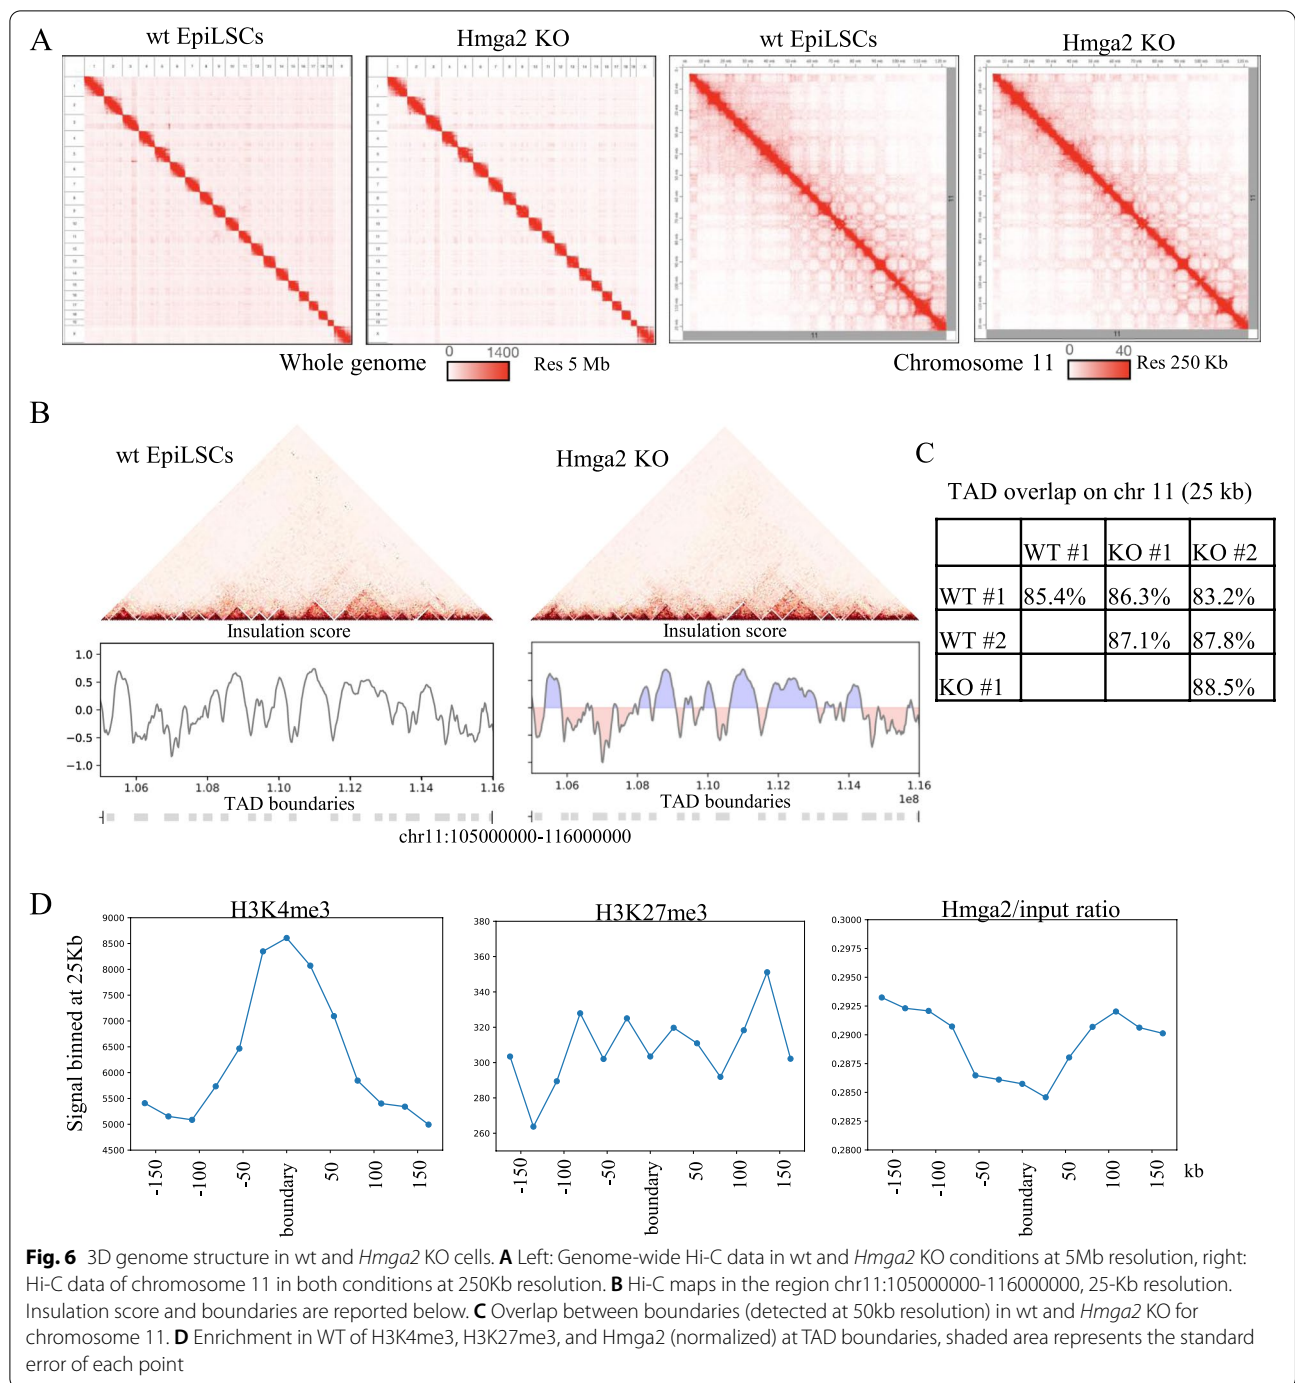 A
wt EpiLSCs
Hmga2 KO
wt EpiLSCs
Hmga2 KO
11
11
11
11
Whole genome
0 1400
Res 5 Mb
Chromosome 11
0 40
Res 250 Kb
B
wt EpiLSCs
Hmga2 KO
Insulation score
Insulation score
1.0
0.5
0.0
−0.5
−1.0
1.06 1.08 1.10 1.12 1.14 1.16
1.06 1.08 1.10 1.12 1.14 1.16
1e8
TAD boundaries
TAD boundaries
chr11:105000000-116000000
C
TAD overlap on chr 11 (25 kb)
WT #1 KO #1 KO #2
WT #1 85.4% 86.3% 83.2%
WT #2 87.1% 87.8%
KO #1 88.5%
D
H3K4me3
Signal binned at 25Kb
9000
8500
8000
7500
7000
6500
6000
5500
5000
4500
-150 -100 -50 boundary 50 100 150
H3K27me3
380
360
340
320
300
280
260
-150 -100 -50 boundary 50 100 150
Hmga2/input ratio
0.3000
0.2975
0.2950
0.2925
0.2900
0.2875
0.2850
0.2825
0.2800
-150 -100 -50 boundary 50 100 150
kb
Fig. 6 3D genome structure in wt and Hmga2 KO cells. A Left: Genome-wide Hi-C data in wt and Hmga2 KO conditions at 5Mb resolution, right:
Hi-C data of chromosome 11 in both conditions at 250Kb resolution. B Hi-C maps in the region chr11:105000000-116000000, 25-Kb resolution.
Insulation score and boundaries are reported below. C Overlap between boundaries (detected at 50kb resolution) in wt and Hmga2 KO for
chromosome 11. D Enrichment in WT of H3K4me3, H3K27me3, and Hmga2 (normalized) at TAD boundaries, shaded area represents the standard
error of each point